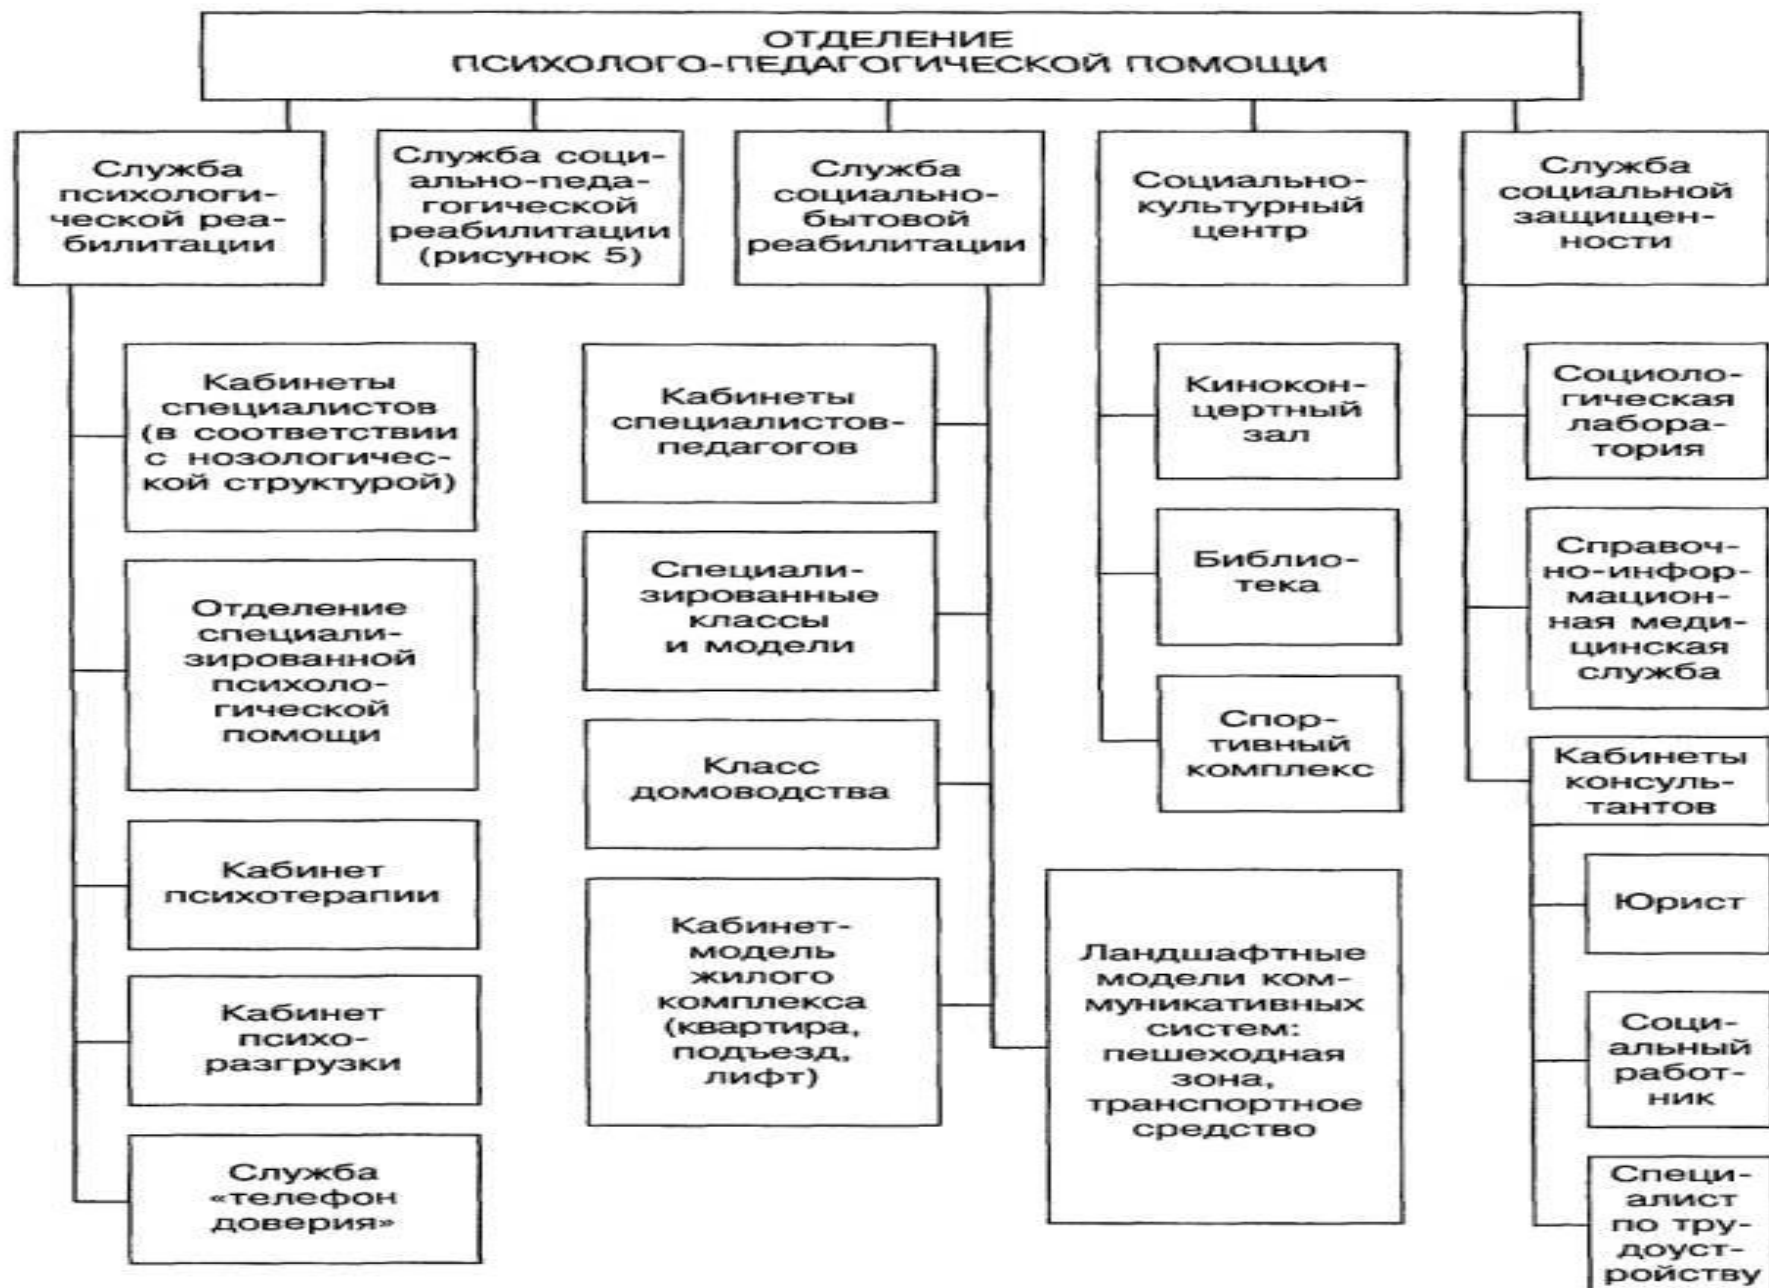 ОТДЕЛЕНИЕ
ПСИХОЛОГО-ПЕДАГОГИЧЕСКОЙ ПОМОЩИ
Служба
психологи-
ческой реа-
билитации
Служба соци-
ально-педа-
гогической
реабилитации
(рисунок 5)
Служба
социально-
бытовой
реабилитации
Социально-
культурный
центр
Служба
социальной
защищен-
ности
Кабинеты
специалистов
(в соответствии
с нозологичес-
кой структурой)
Отделение
специали-
зированной
психоло-
гической
помощи
Кабинет
психотерапии
Кабинет
психо-
разгрузки
Служба
«телефон
доверия»
Кабинеты
специалистов-
педагогов
Специали-
зированные
классы
и модели
Класс
домоводства
Кабинет-
модель
жилого
комплекса
(квартира,
подъезд,
лифт)
Ландшафтные
модели ком-
муникативных
систем:
пешеходная
зона,
транспортное
средство
Кинокон-
цертный
зал
Библио-
тека
Спор-
тивный
комплекс
Социоло-
гическая
лабора-
тория
Справоч-
но-инфор-
мацион-
ная меди-
цинская
служба
Кабинеты
консуль-
тантов
Юрист
Соци-
альный
работ-
ник
Специ-
алист
по тру-
доуст-
ройству